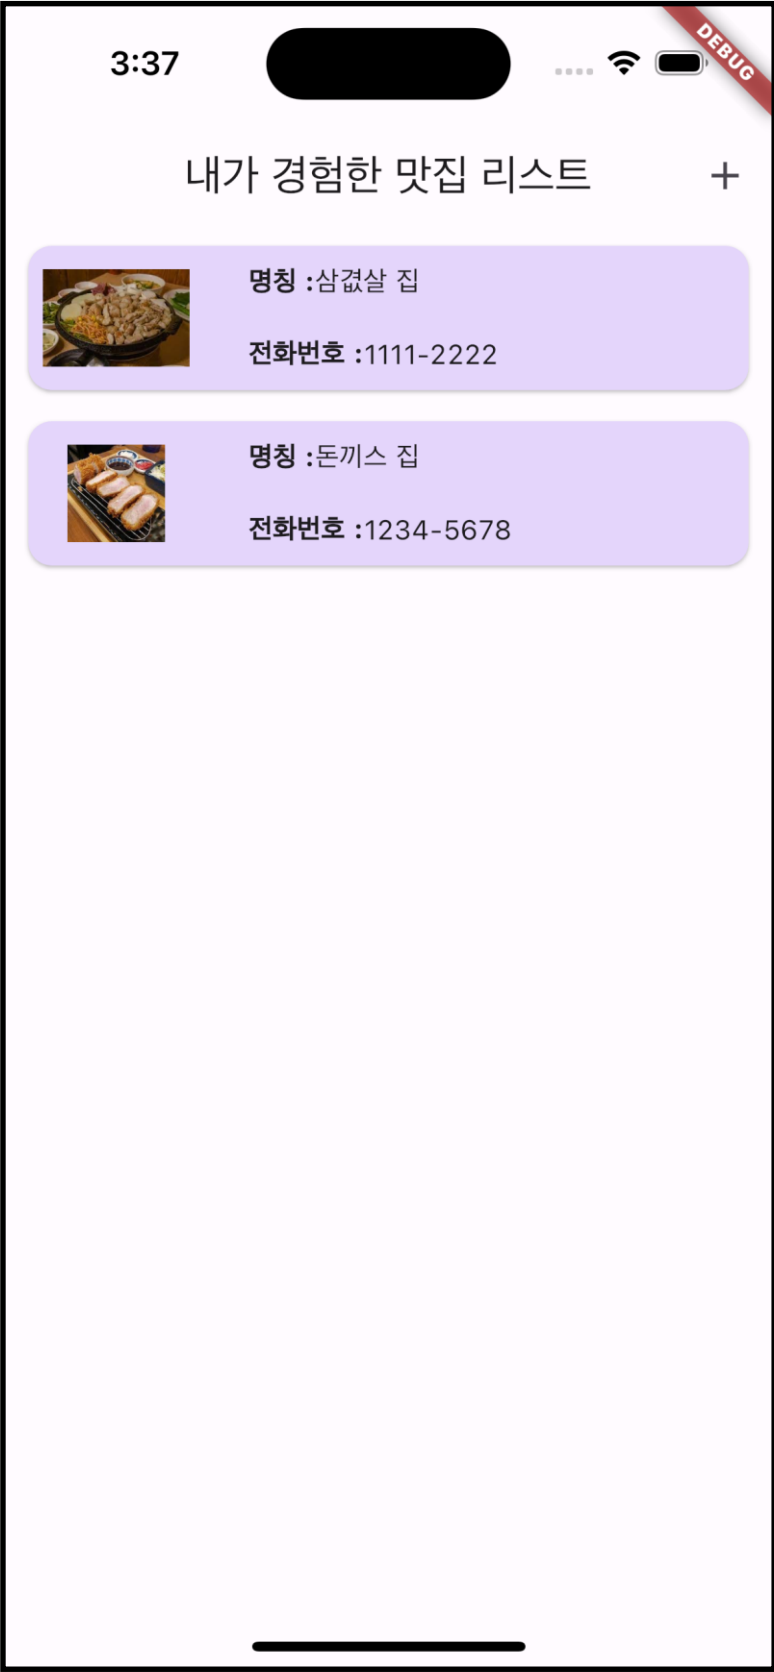 3:37
DEBUG
내가 경험한 맛집 리스트
명칭 :삼겺살 집
전화번호 :1111-2222
명칭 :돈끼스 집
전화번호 :1234-5678